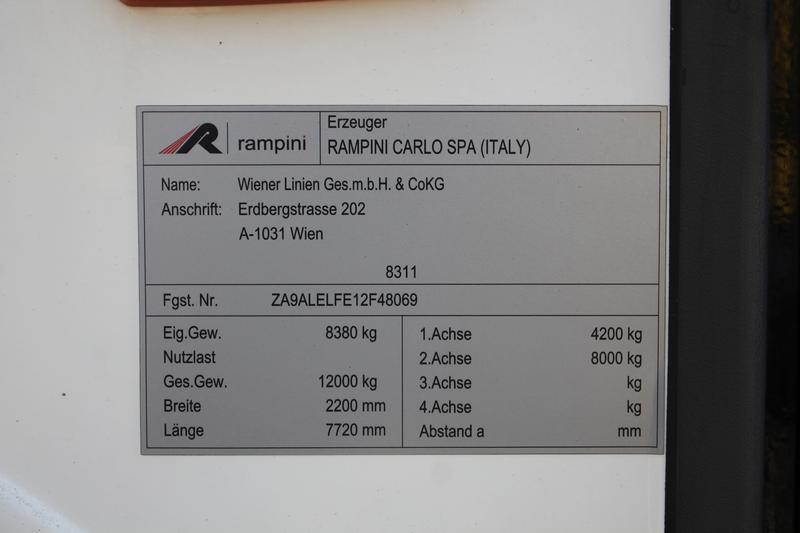 R rampini
Erzeuger
RAMPINI CARLO SPA (ITALY)
Name: Wiener Linien Ges.m.b.H. & CoKG
Anschrift: Erdbergstrasse 202
A-1031 Wien
8311
Fgst. Nr. ZA9ALELFE12F48069
Eig.Gew. 8380 kg
Nutzlast
Ges.Gew. 12000 kg
Breite 2200 mm
Länge 7720 mm
1.Achse 4200 kg
2.Achse 8000 kg
3.Achse kg
4.Achse kg
Abstand a mm